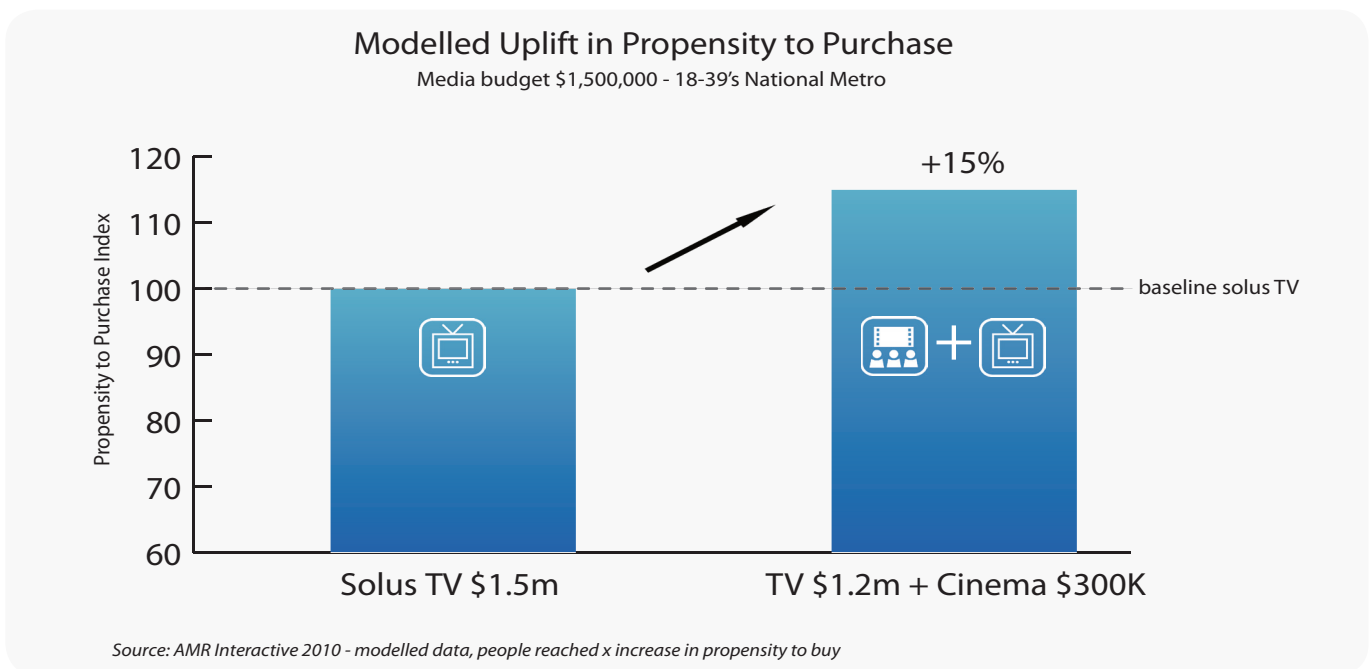 Modelled Uplift in Propensity to Purchase
Media budget $1,500,000 - 18-39's National Metro
Propensity to Purchase Index
120
110
100
90
80
70
60
+15%
baseline solus TV
Solus TV $1.5m
TV $1.2m + Cinema $300K
Source: AMR Interactive 2010 - modelled data, people reached x increase in propensity to buy